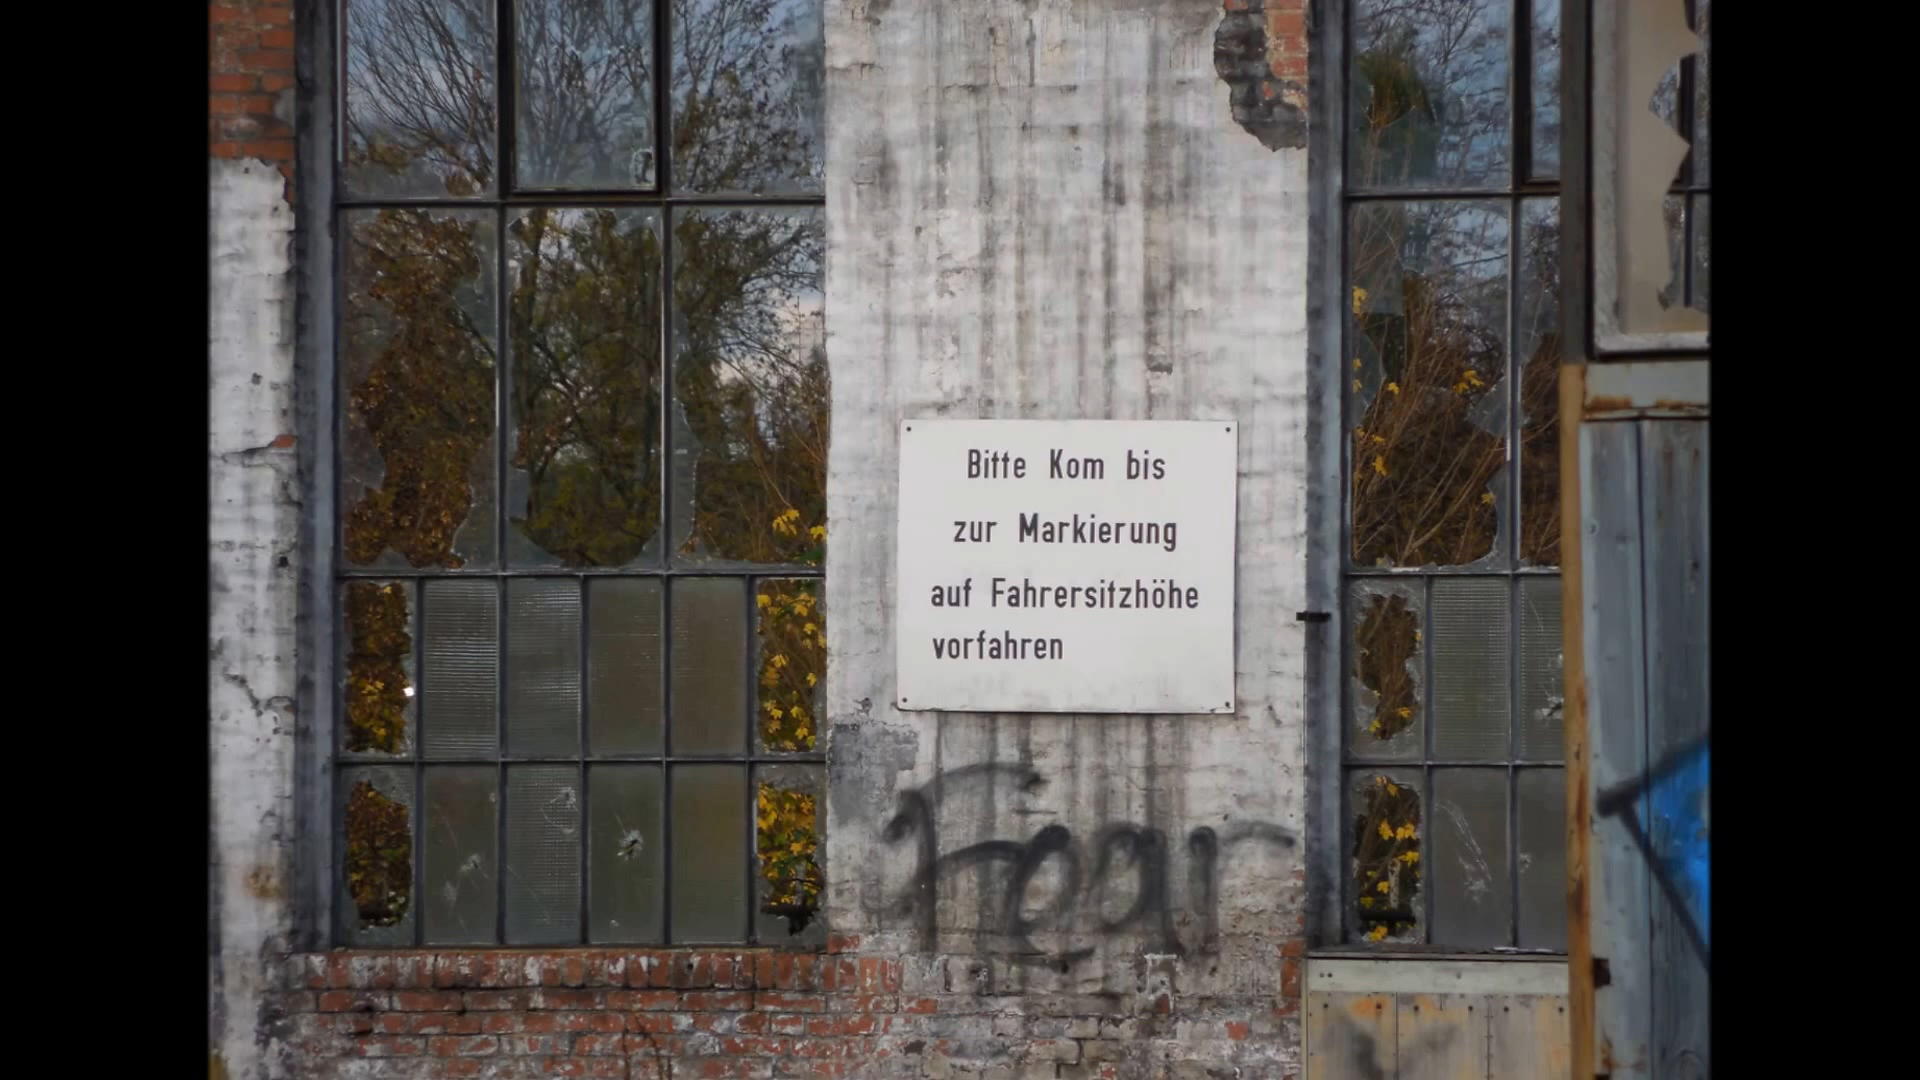 Bitte Kom bis
zur Markierung
auf Fahrersitzhöhe
vorfahren
Fear